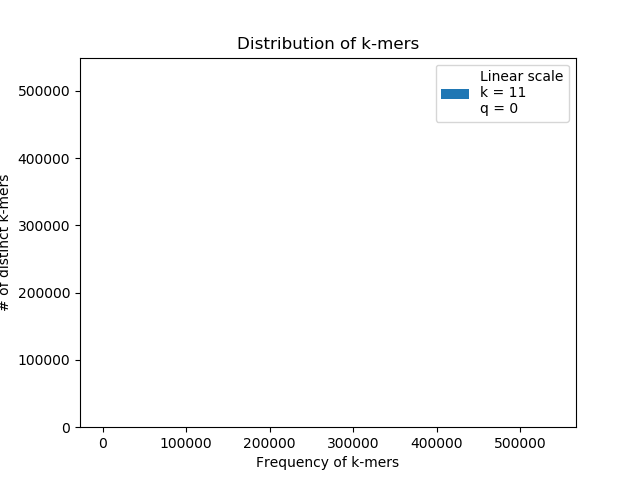 Distribution of k-mers
Linear scale
k = 11
q = 0
500000
400000
300000
200000
100000
0
# of distinct k-mers
0 100000 200000 300000 400000 500000
Frequency of k-mers